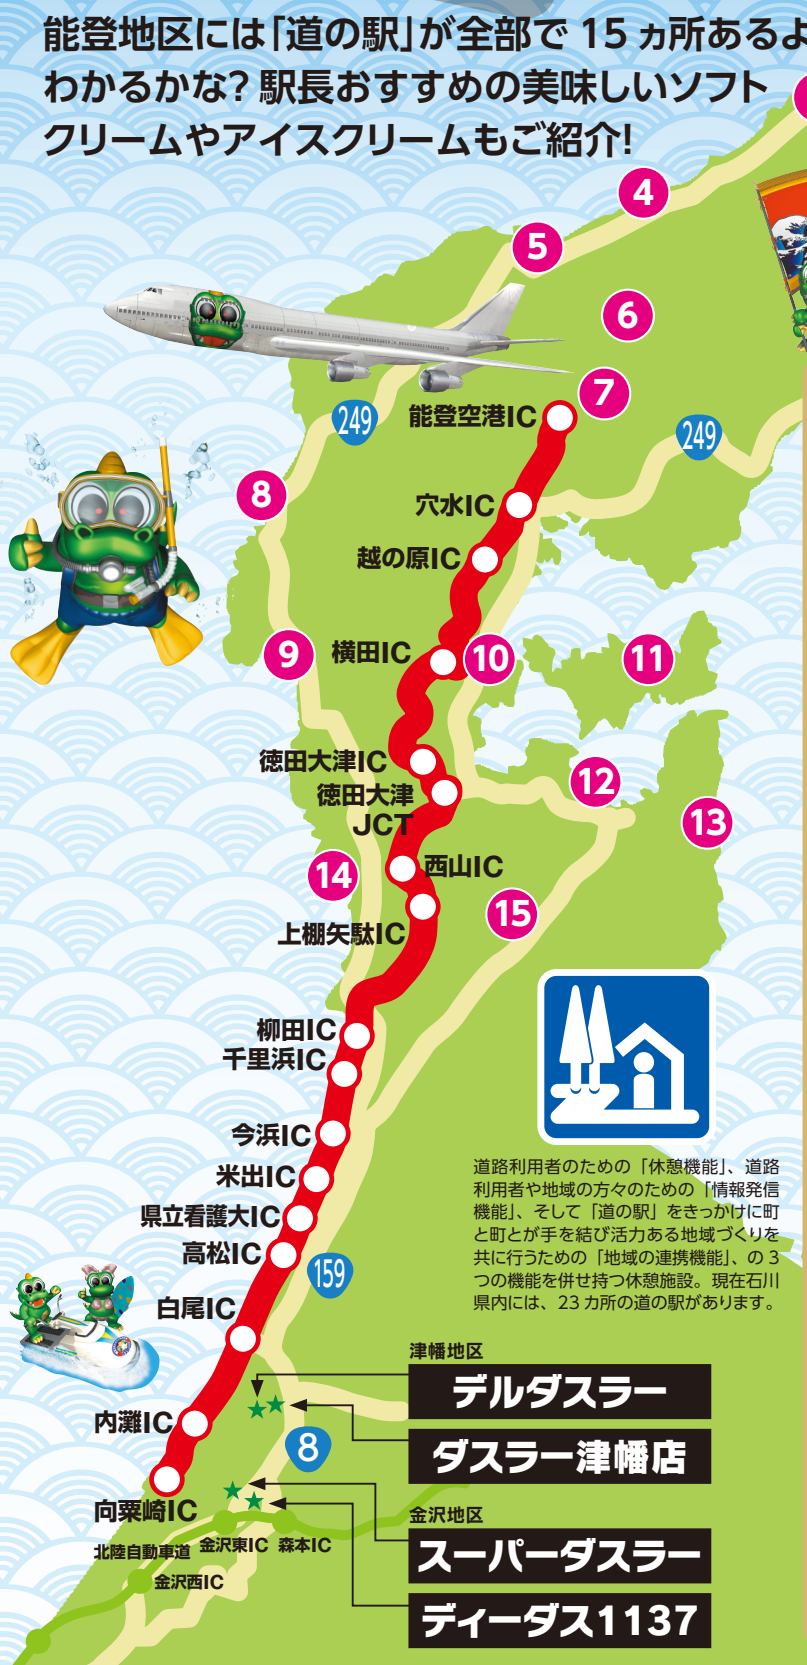 能登地区には「道の駅」が全部で 15 ヵ所あるよ
わかるかな？駅長おすすめの美味しいソフト
クリームやアイスクリームもご紹介！
4
5
6
7
249
能登空港IC
249
8
穴水IC
越の原IC
9
横田IC
10
11
徳田大津IC
徳田大津
JCT
12
13
14
西山IC
15
上棚矢駄IC
柳田IC
千里浜IC
今浜IC
米出IC
県立看護大IC
高松IC
159
白尾IC
内灘IC
8
向粟崎IC
北陸自動車道
金沢東IC
森本IC
金沢西IC
道路利用者のための「休憩機能」、道路
利用者や地域の方々のための「情報発信
機能」、そして「道の駅」をきっかけに町
と町とが手を結び活力ある地域づくりを
共に行うための「地域の連携機能」、の 3
つの機能を併せ持つ休憩施設。現在石川
県内には、23 カ所の道の駅があります。
津幡地区
デルダスラー
ダスラー津幡店
金沢地区
スーパーダスラー
ディーダス1137